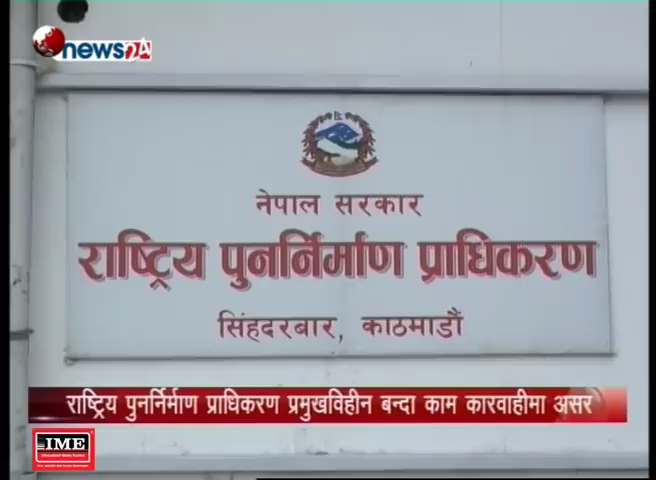 news24
नेपाल सरकार
राष्ट्रिय पुनर्निर्माण प्राधिकरण
सिंहदरबार, काठमाडौं
राष्ट्रिय पुनर्निर्माण प्राधिकरण प्रमुखविहीन बन्दा काम कारवाहीमा असर
IME